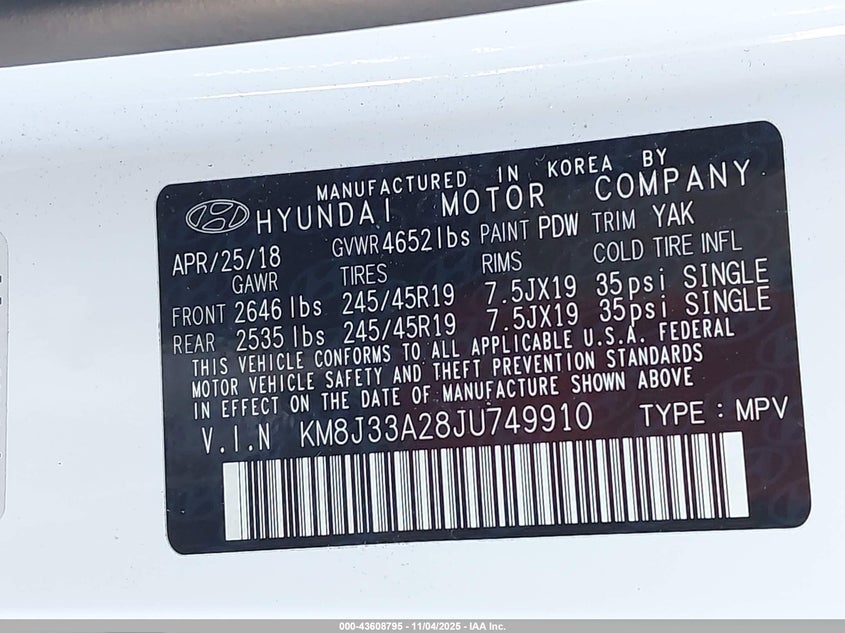 MANUFACTURED IN KOREA BY
HYUNDAI MOTOR COMPANY
APR/25/18 GVWR 4652 lbs PAINT PDW TRIM YAK
GAWR TIRES RIMS COLD TIRE INFL
FRONT 2646 lbs 245/45R19 7.5JX19 35psi SINGLE
REAR 2535 lbs 245/45R19 7.5JX19 35psi SINGLE
THIS VEHICLE CONFORMS TO ALL APPLICABLE U.S.A. FEDERAL
MOTOR VEHICLE SAFETY AND THEFT PREVENTION STANDARDS
IN EFFECT ON THE DATE OF MANUFACTURE SHOWN ABOVE
V.I.N KM8J33A28JU749910 TYPE : MPV
000-43608795 - 11/04/2025 - IAA Inc.